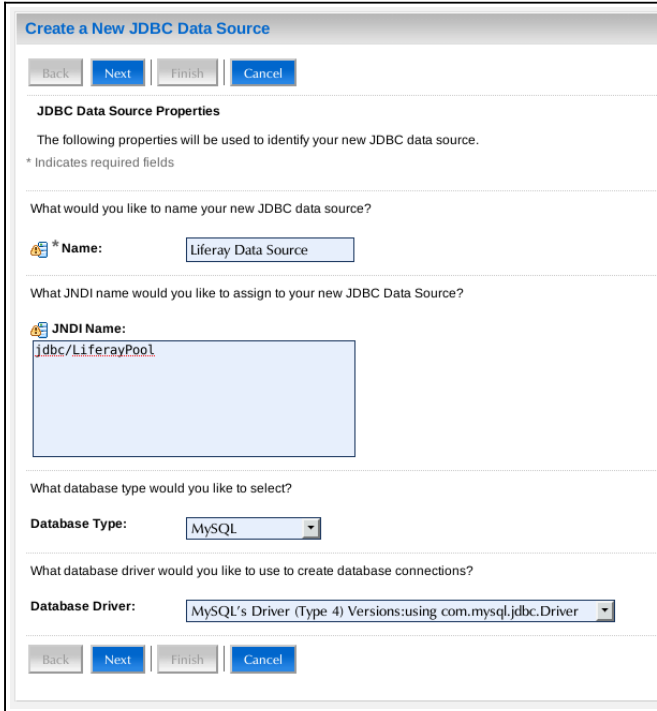 Create a New JDBC Data Source
Back Next Finish Cancel
JDBC Data Source Properties
The following properties will be used to identify your new JDBC data source.
* Indicates required fields
What would you like to name your new JDBC data source?
* Name: Liferay Data Source
What JNDI name would you like to assign to your new JDBC Data Source?
JNDI Name:
jdbc/LiferayPool
What database type would you like to select?
Database Type: MySQL
What database driver would you like to use to create database connections?
Database Driver: MySQL's Driver (Type 4) Versions:using com.mysql.jdbc.Driver
Back Next Finish Cancel